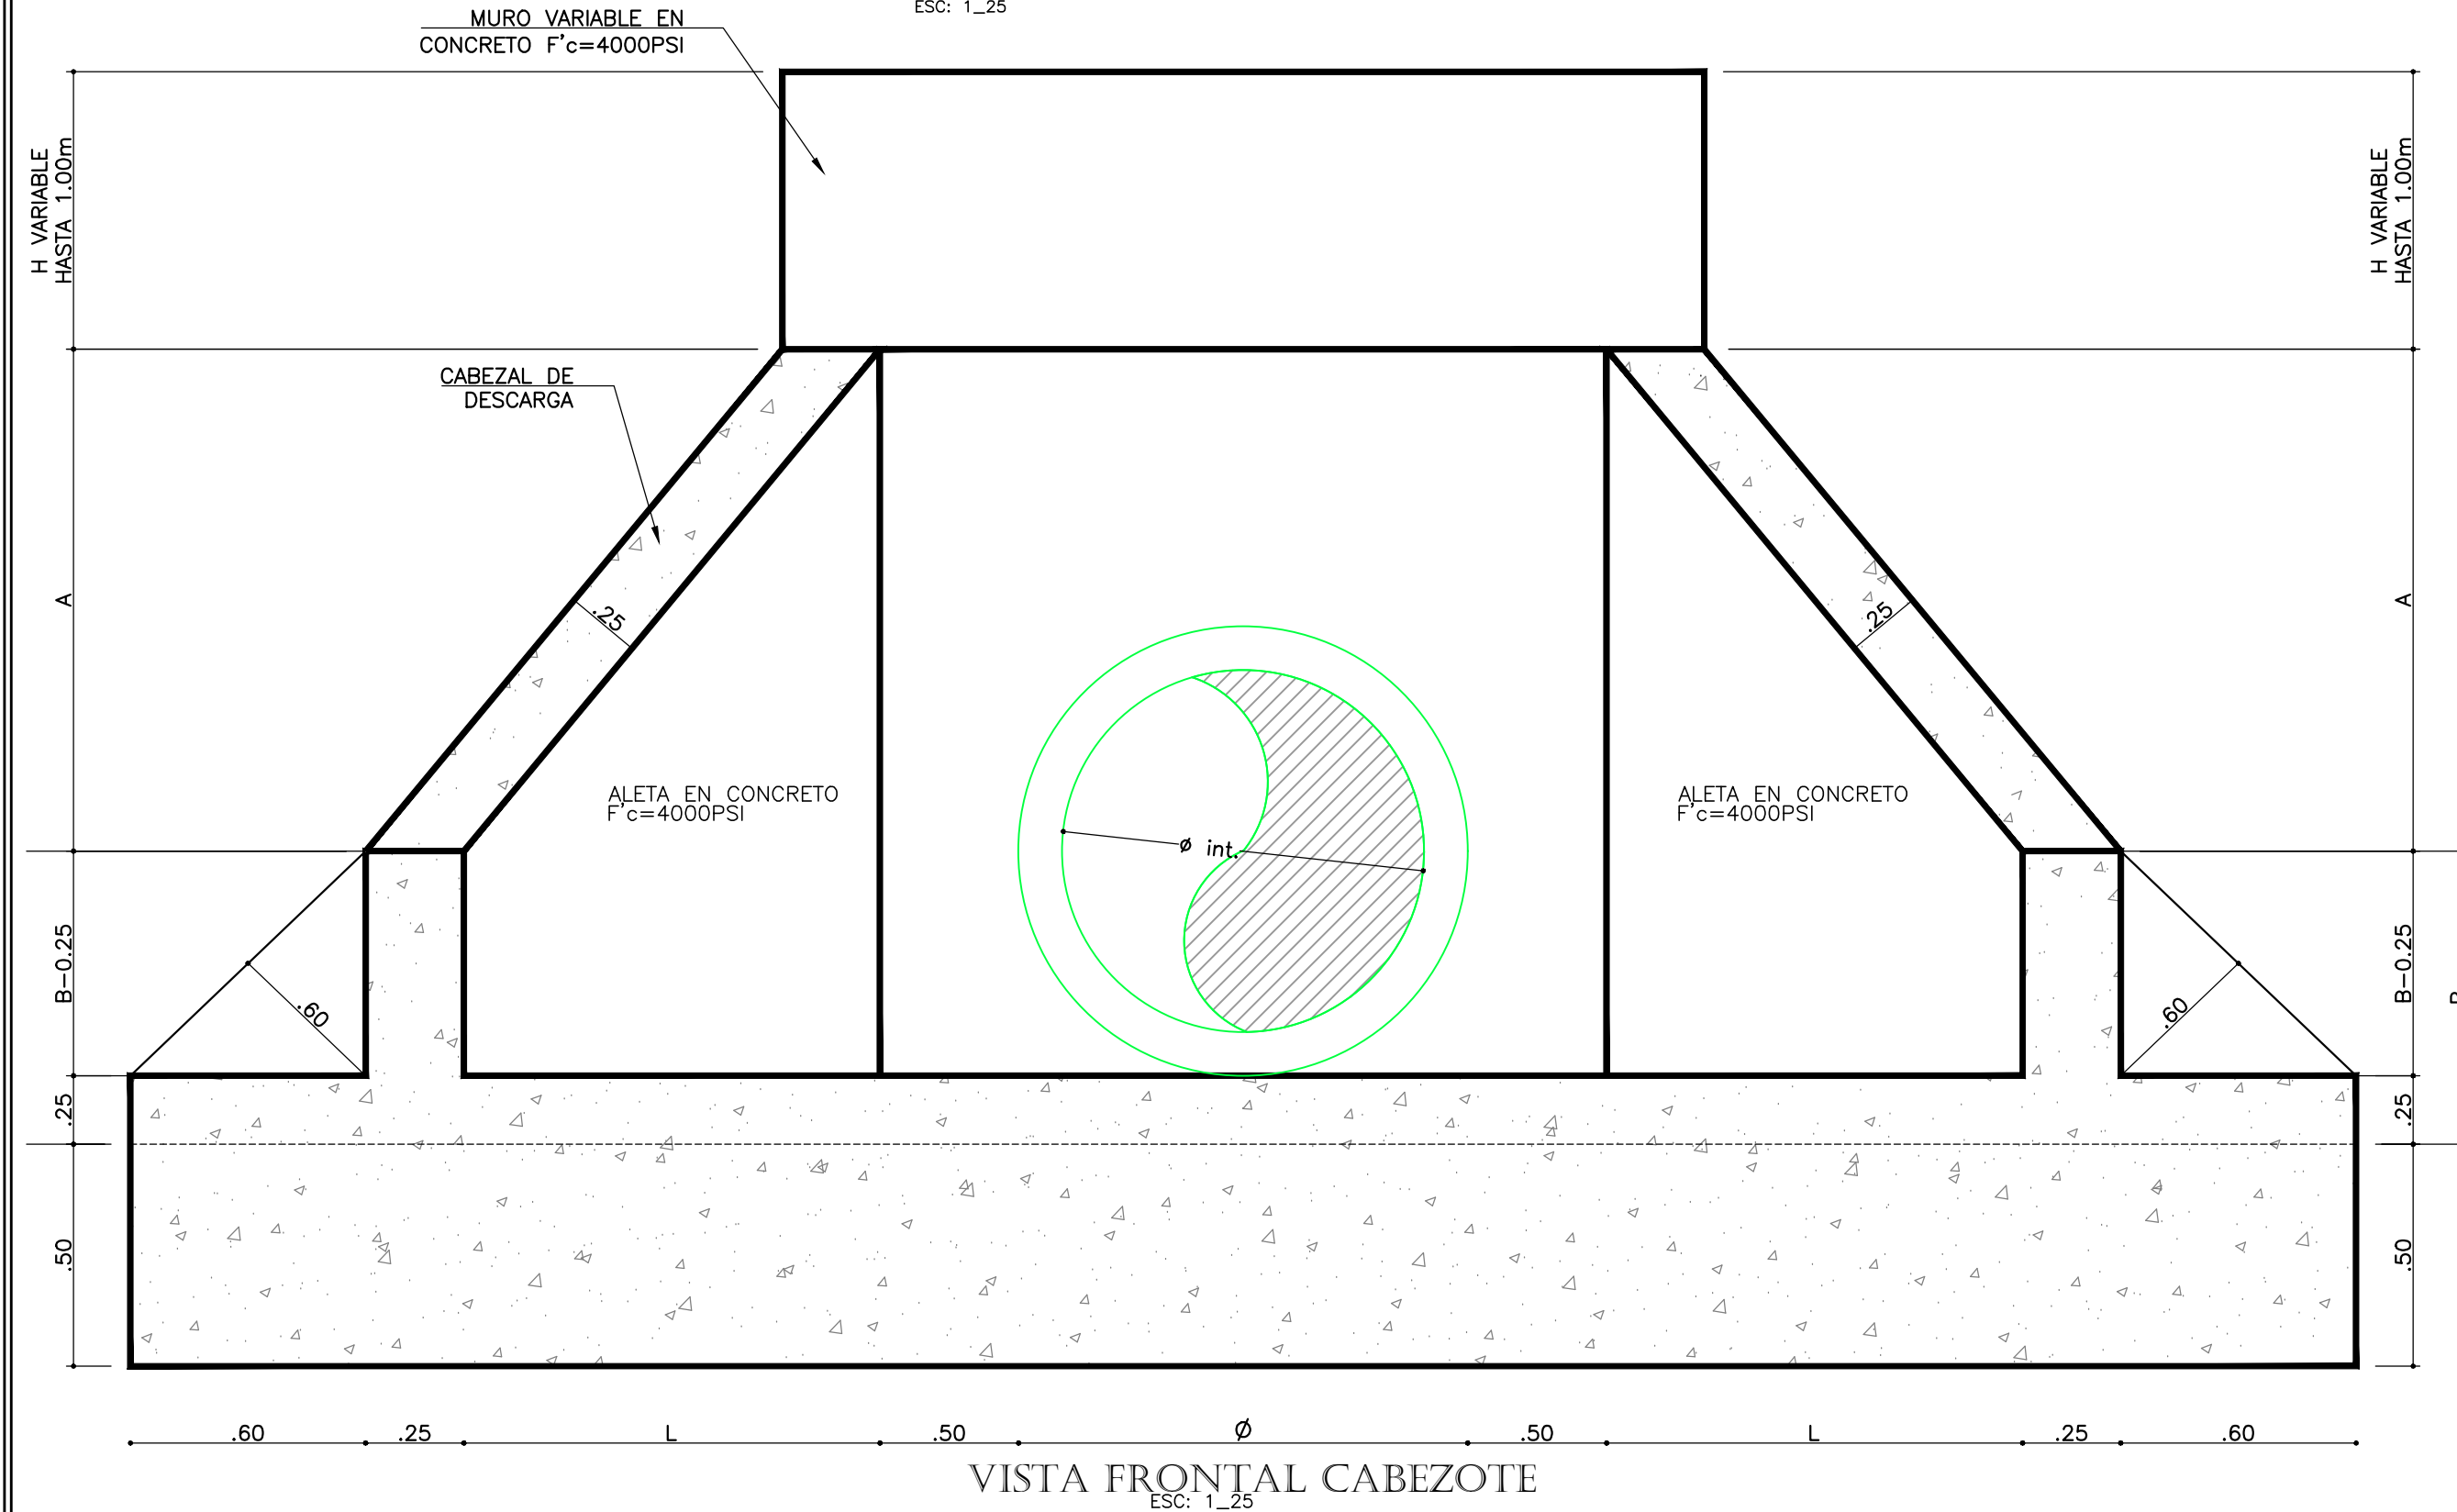 ESC: 1_25
MURO VARIABLE EN
CONCRETO F'c=4000PSI
H VARIABLE
HASTA 1.00m
H VARIABLE
HASTA 1.00m
CABEZAL DE
DESCARGA
A
A
.25
.25
ALETA EN CONCRETO
F'c=4000PSI
ALETA EN CONCRETO
F'c=4000PSI
Ø int.
B-0.25
B-0.25
.60
.60
.25
.25
.50
.50
.60
.25
L
.50
Ø
.50
L
.25
.60
VISTA FRONTAL CABEZOTE
ESC: 1_25